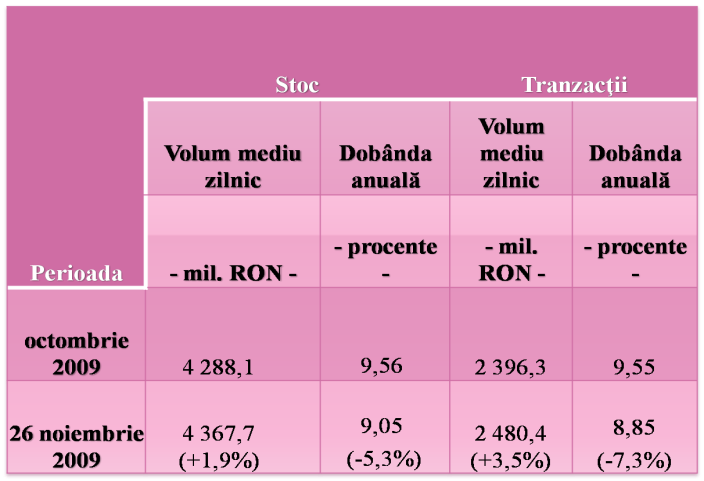 Stoc Tranzacţii
Volum mediu zilnic Dobânda anuală Volum mediu zilnic Dobânda anuală
Perioada - mil. RON - - procente - - mil. RON - - procente -
octombrie 2009 4 288,1 9,56 2 396,3 9,55
26 noiembrie 2009 4 367,7 (+1,9%) 9,05 (-5,3%) 2 480,4 (+3,5%) 8,85 (-7,3%)